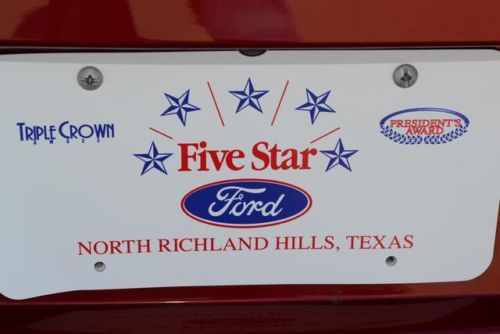 TRIPLE CROWN
PRESIDENT'S
AWARD
Five Star
Ford
NORTH RICHLAND HILLS, TEXAS